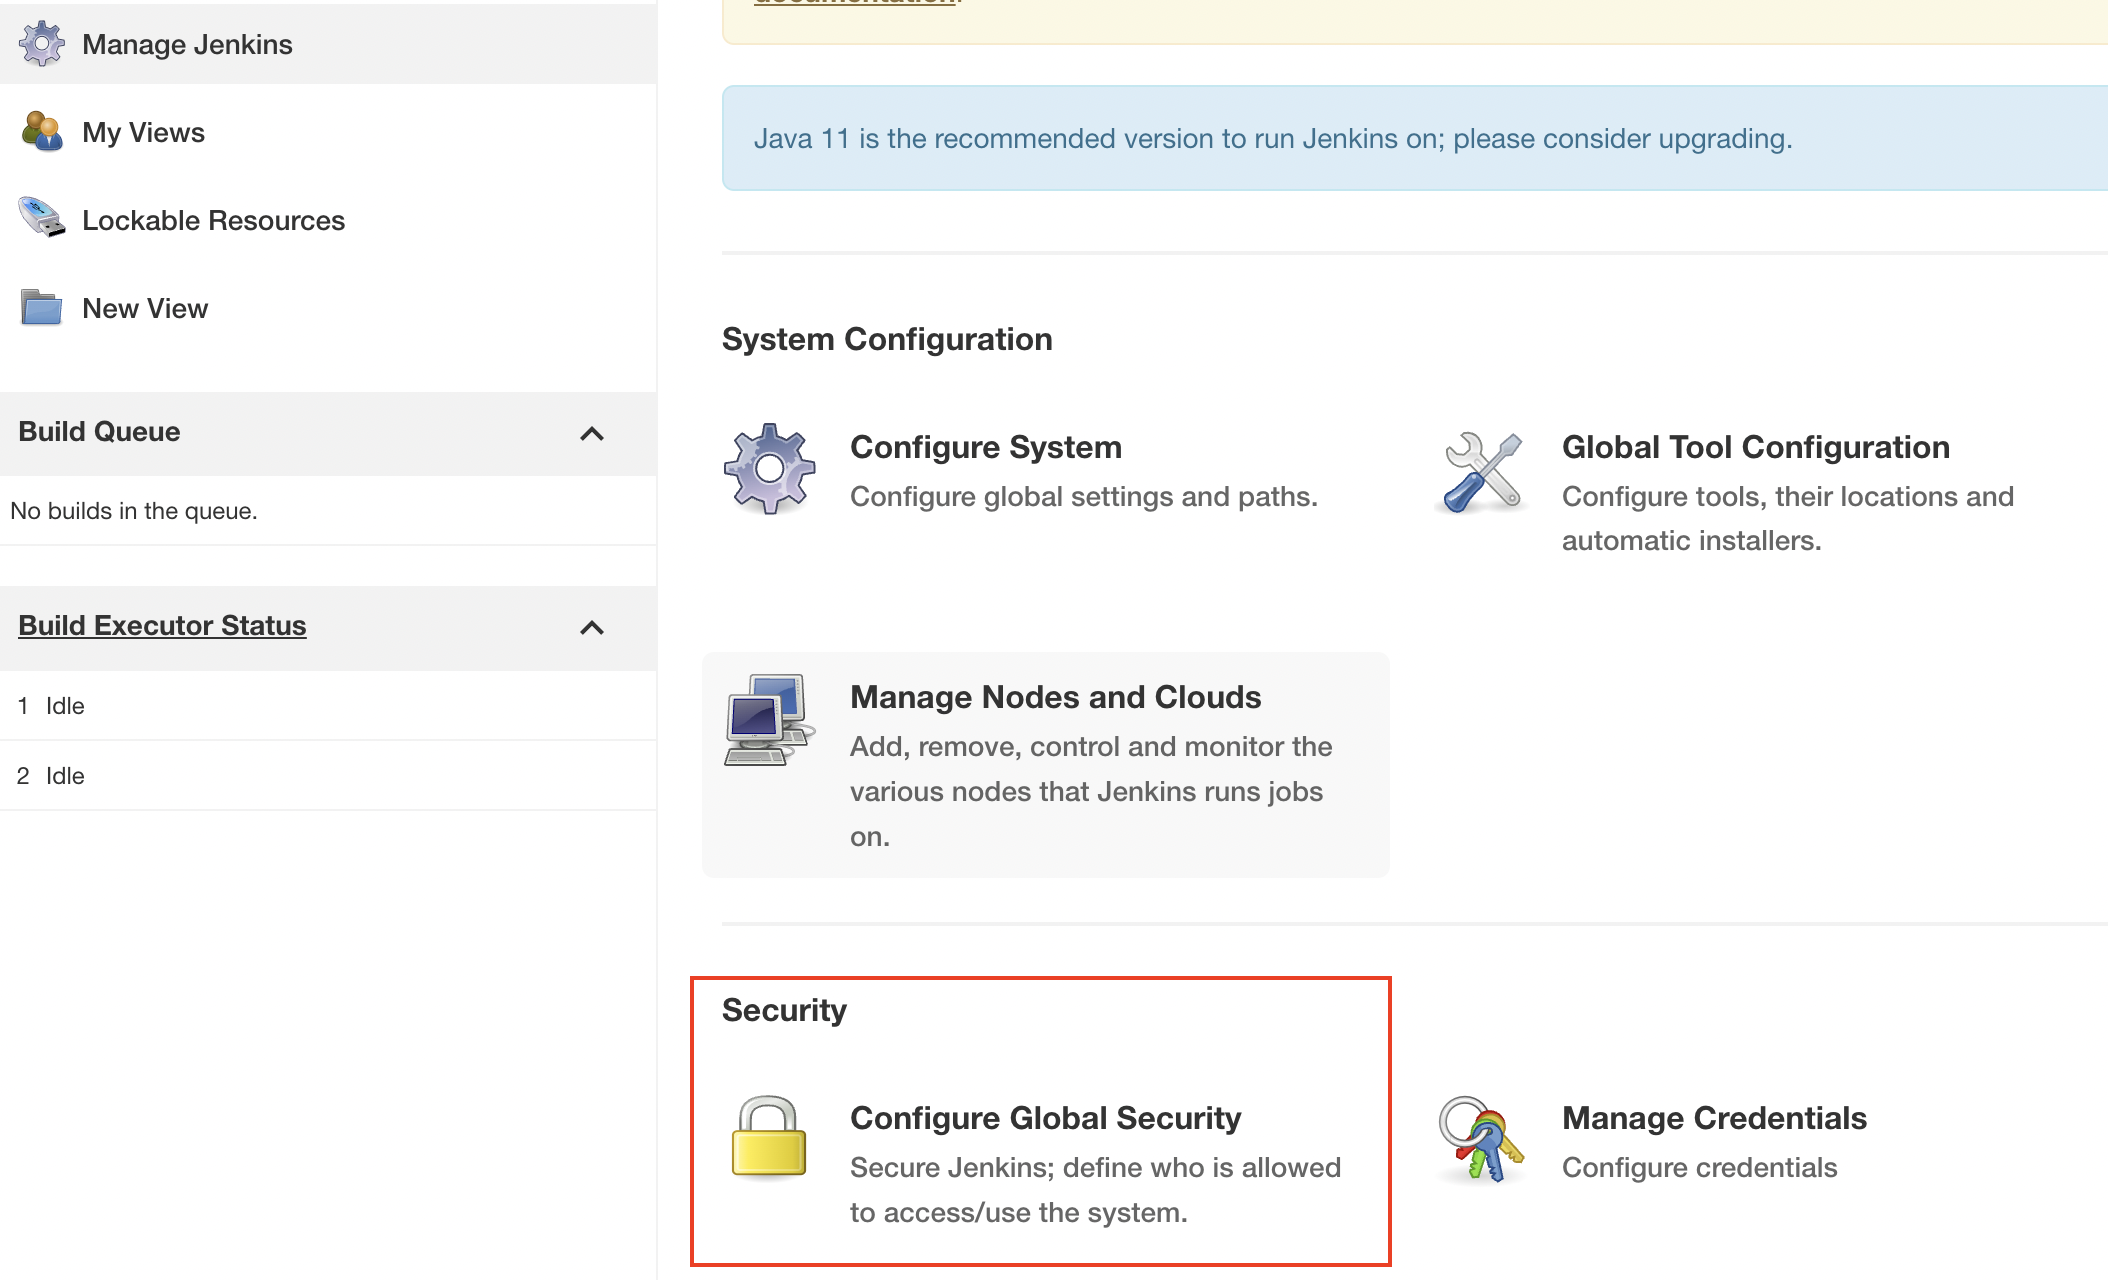 Manage Jenkins
My Views
Lockable Resources
New View
Build Queue
No builds in the queue.
Build Executor Status
1 Idle
2 Idle
documentation.
Java 11 is the recommended version to run Jenkins on; please consider upgrading.
System Configuration
Configure System
Configure global settings and paths.
Global Tool Configuration
Configure tools, their locations and
automatic installers.
Manage Nodes and Clouds
Add, remove, control and monitor the
various nodes that Jenkins runs jobs
on.
Security
Configure Global Security
Secure Jenkins; define who is allowed
to access/use the system.
Manage Credentials
Configure credentials